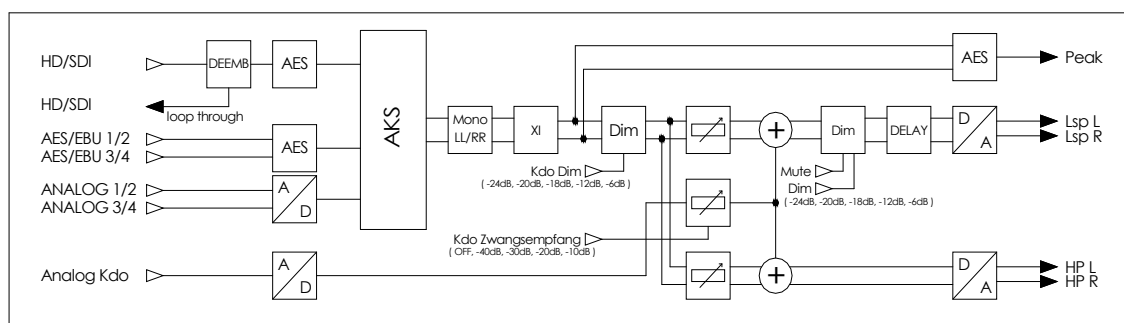 HD/SDI
DEEMB
AES
AKS
AES
Peak
HD/SDI
loop through
AES/EBU 1/2
AES/EBU 3/4
AES
Mono
LL/RR
XI
Dim
Dim
DELAY
D
A
Lsp L
Lsp R
Kdo Dim
( -24dB, -20dB, -18dB, -12dB, -6dB )
Mute
Dim
( -24dB, -20dB, -18dB, -12dB, -6dB )
ANALOG 1/2
ANALOG 3/4
A
D
Kdo Zwangsempfang
( OFF, -40dB, -30dB, -20dB, -10dB )
Analog Kdo
A
D
D
A
HP L
HP R